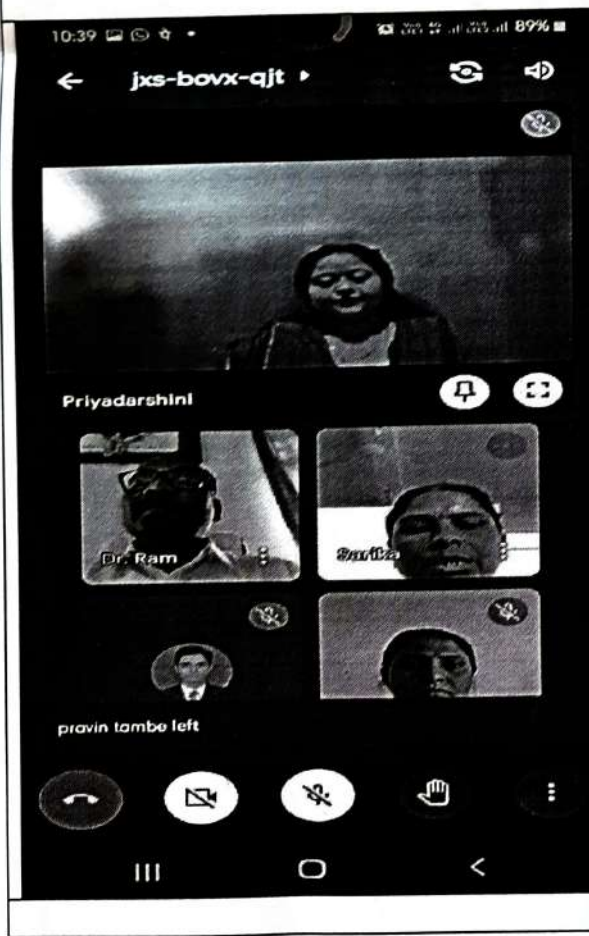 10:39 89%
jxs-bovx-qjt
Priyadarshini
Dr. Ram
Sarika
pravin tambe left